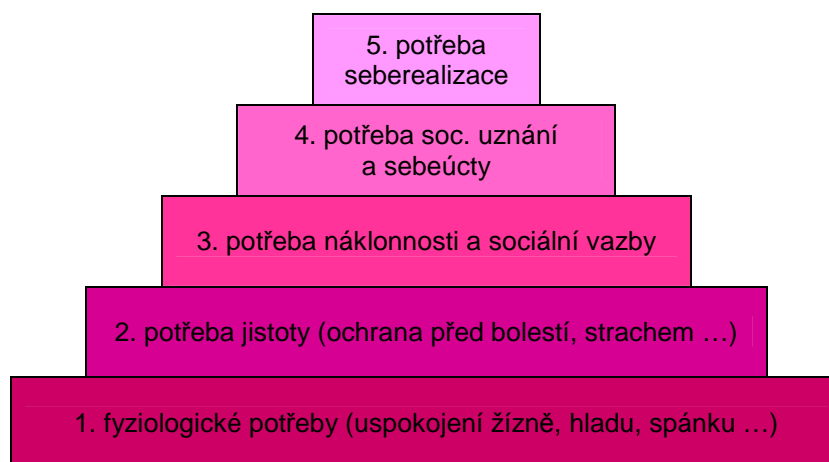 5. potřeba
seberealizace
4. potřeba soc. uznání
a sebeúcty
3. potřeba náklonnosti a sociální vazby
2. potřeba jistoty (ochrana před bolestí, strachem …)
1. fyziologické potřeby (uspokojení žízně, hladu, spánku …)